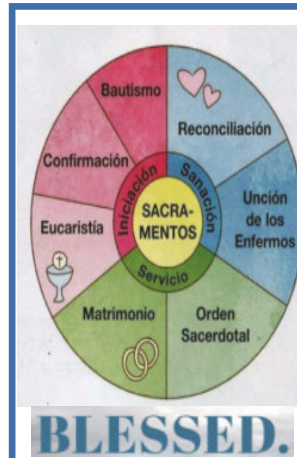 Bautismo
Confirmación
Eucaristía
Reconciliación
Unción
de los
Enfermos
Matrimonio
Orden
Sacerdotal
Iniciación
Sanación
Servicio
SACRA-
MENTOS
BLESSED.